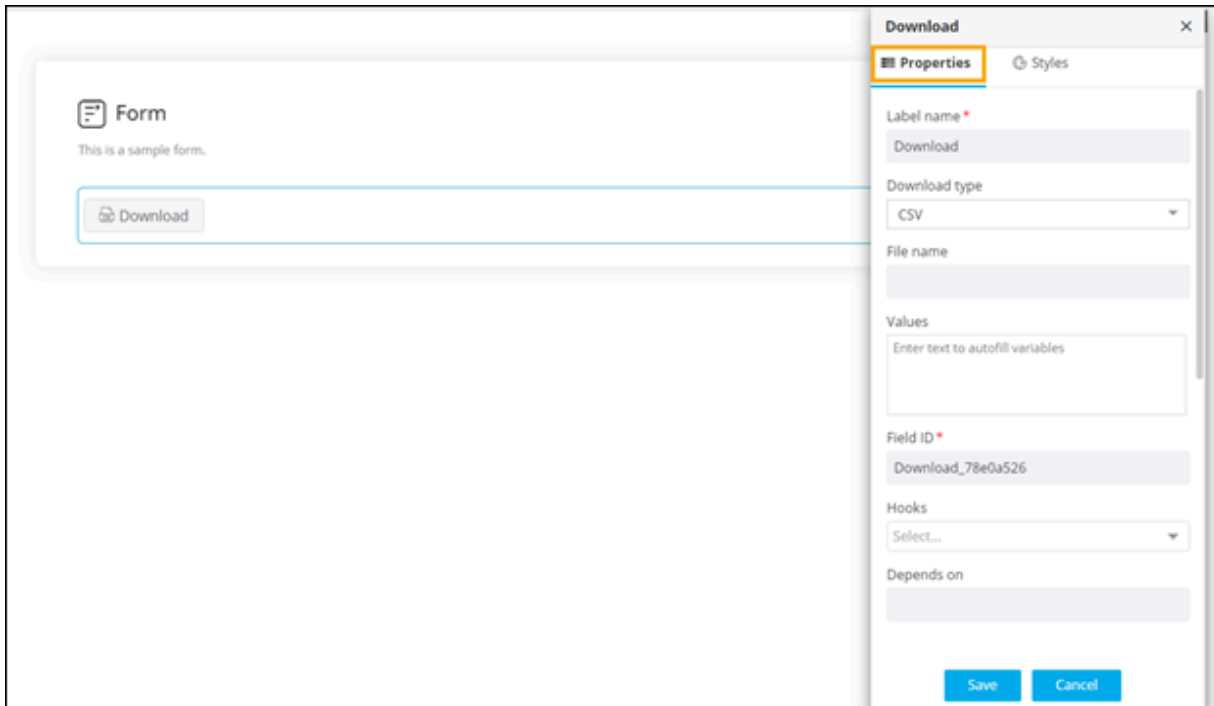 Form
This is a sample form.
Download
Download
Properties
Styles
Label name *
Download
Download type
CSV
File name
Values
Enter text to autofill variables
Field ID *
Download_78e0a526
Hooks
Select...
Depends on
Save
Cancel